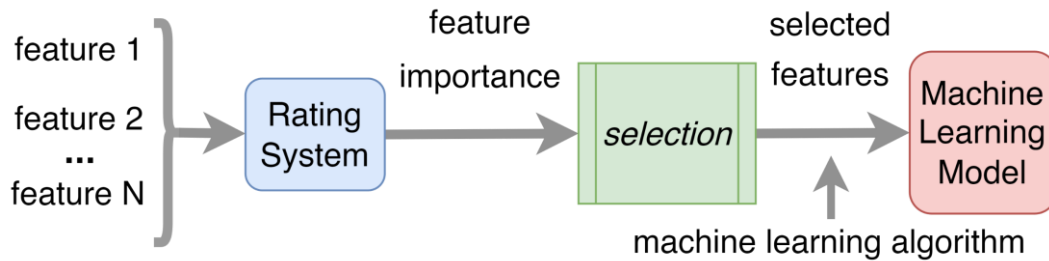 feature 1
feature 2
...
feature N
Rating
System
feature
importance
selection
selected
features
machine learning algorithm
Machine
Learning
Model